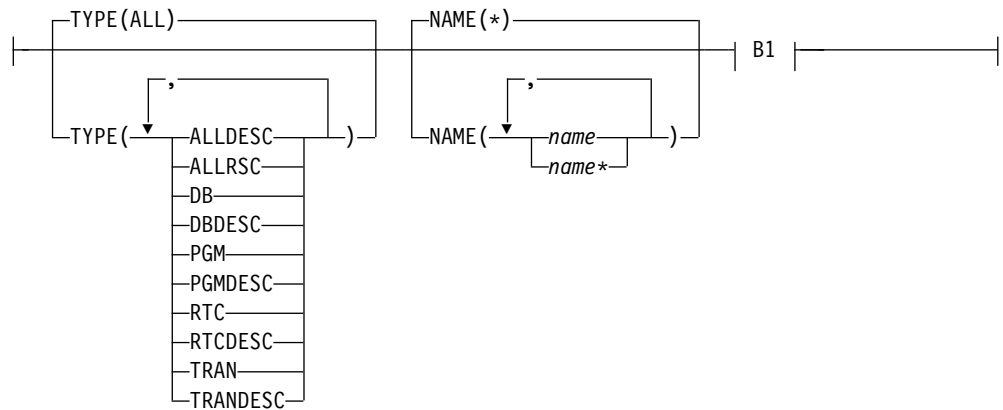 TYPE(ALL) NAME(*)
B1
, ,
TYPE( ALLDESC ) NAME( name )
ALLRSC name*
DB
DBDESC
PGM
PGMDESC
RTC
RTCDESC
TRAN
TRANDESC